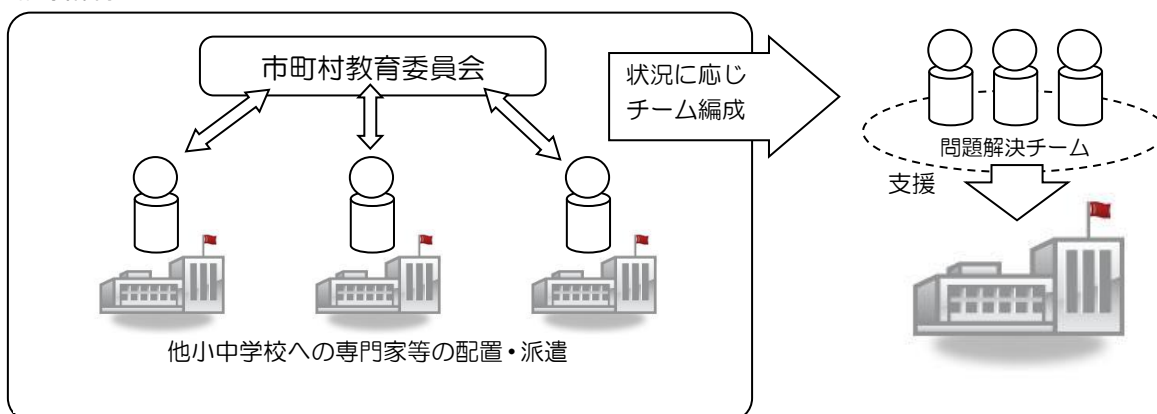 市町村教育委員会
状況に応じ
チーム編成
問題解決チーム
支援
他小中学校への専門家等の配置・派遣